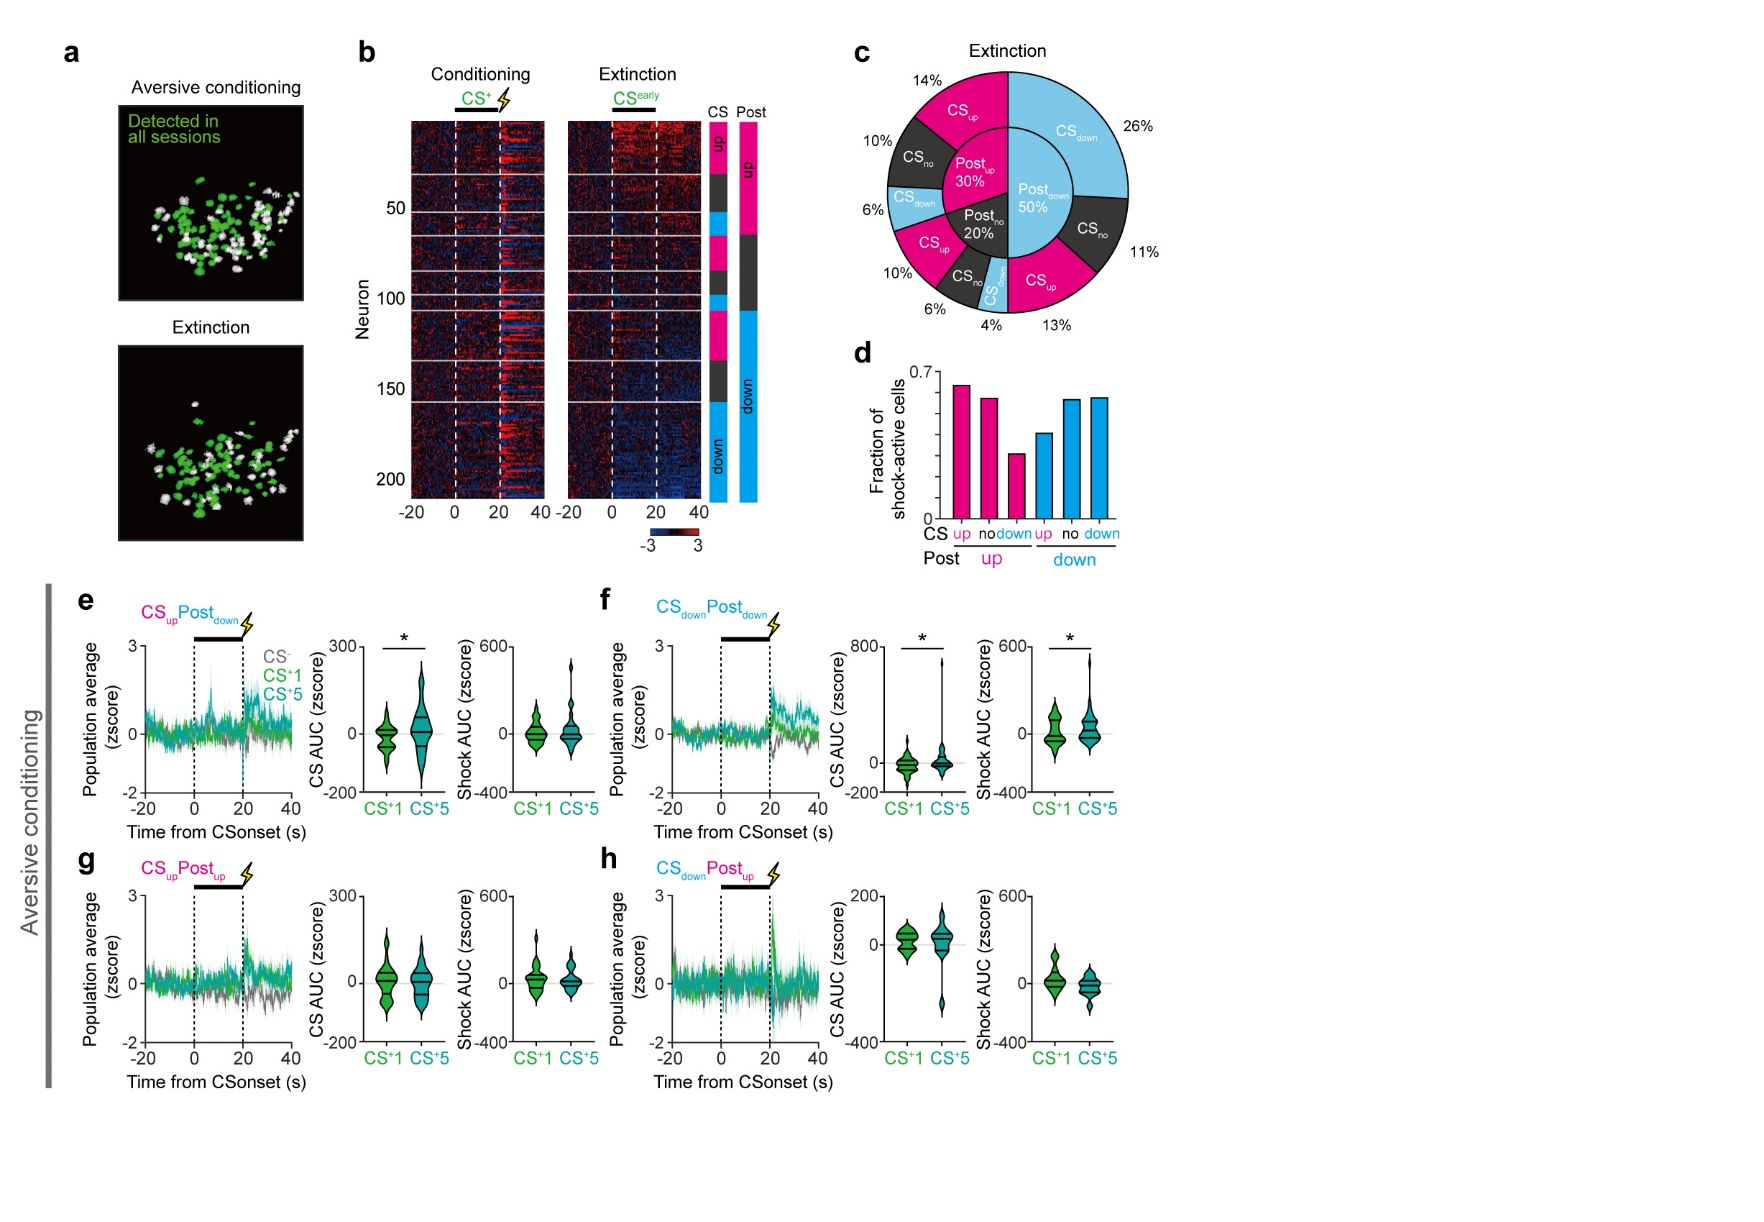 a
Aversive conditioning
Detected in
all sessions
Extinction
b
Conditioning
CS+
Extinction
CSearly
CS Post
up
up
down
down
Neuron
50
100
150
200
-20 0 20 40
-20 0 20 40
-3 3
c
Extinction
14%
CSup
26%
CSdown
10%
CSno
Postup
30%
Postdown
50%
6%
CSdown
Postno
20%
CSno
11%
CSup
10%
CSno
6%
CSdown
4%
CSup
13%
d
Fraction of
shock-active cells
0.7
0
CS up no down up no down
Post up down
Aversive conditioning
e
CSupPostdown
Population average
(zscore)
3
0
-2
-20 0 20 40
Time from CSonset (s)
CS-
CS+1
CS+5
CS AUC (zscore)
300
0
-200
*
CS+1 CS+5
Shock AUC (zscore)
600
0
-400
CS+1 CS+5
f
CSdownPostdown
Population average
(zscore)
3
0
-2
-20 0 20 40
Time from CSonset (s)
CS AUC (zscore)
800
0
-200
*
CS+1 CS+5
Shock AUC (zscore)
600
0
-400
*
CS+1 CS+5
g
CSupPostup
Population average
(zscore)
3
0
-2
-20 0 20 40
Time from CSonset (s)
CS AUC (zscore)
300
0
-200
CS+1 CS+5
Shock AUC (zscore)
600
0
-400
CS+1 CS+5
h
CSdownPostup
Population average
(zscore)
3
0
-2
-20 0 20 40
Time from CSonset (s)
CS AUC (zscore)
200
0
-400
CS+1 CS+5
Shock AUC (zscore)
600
0
-400
CS+1 CS+5